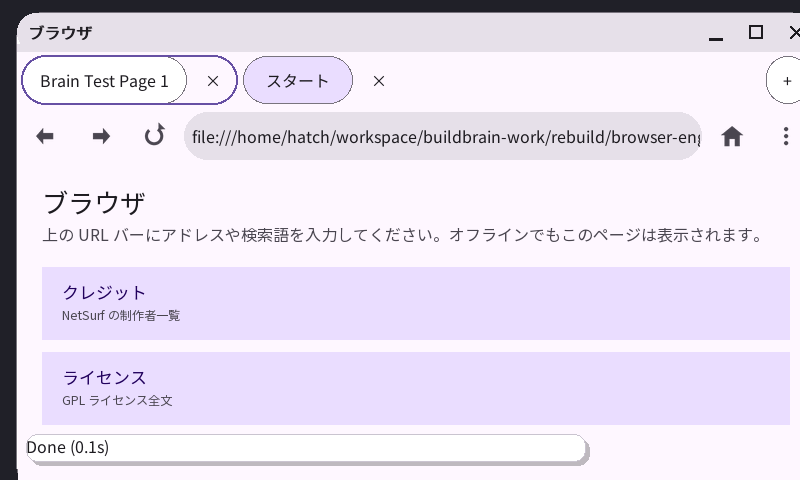 ブラウザ
Brain Test Page 1
スタート
file:///home/hatch/workspace/buildbrain-work/rebuild/browser-eng
ブラウザ
上の URL バーにアドレスや検索語を入力してください。オフラインでもこのページは表示されます。
クレジット
NetSurf の制作者一覧
ライセンス
GPL ライセンス全文
Done (0.1s)